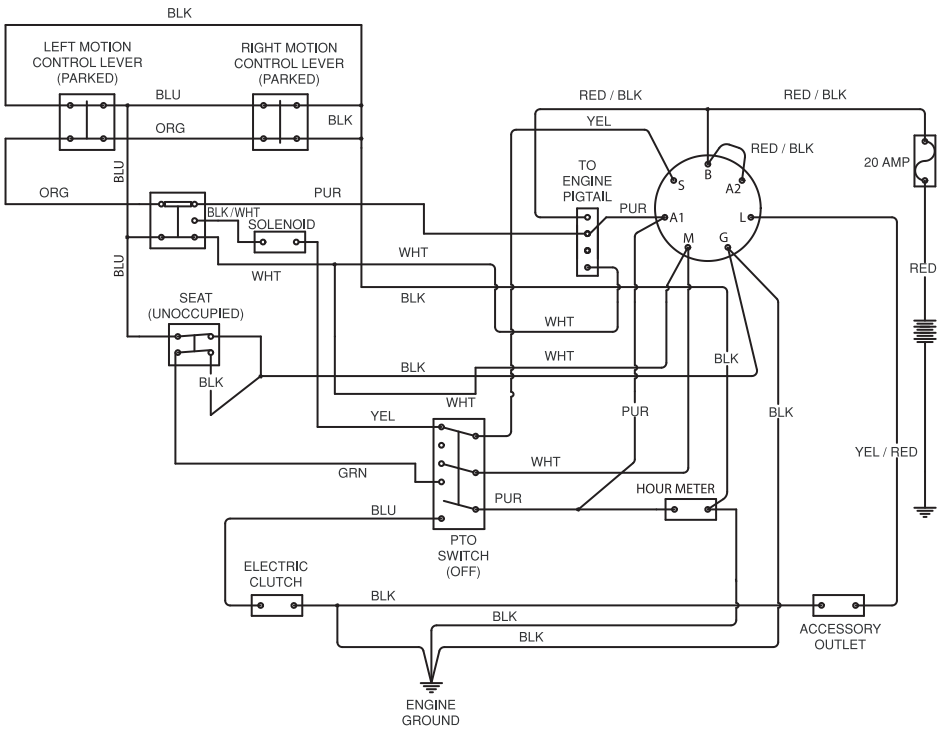 BLK
LEFT MOTION
CONTROL LEVER
(PARKED)
RIGHT MOTION
CONTROL LEVER
(PARKED)
BLU
BLK
ORG
RED / BLK
RED / BLK
YEL
RED / BLK
20 AMP
TO
ENGINE
PIGTAIL
B
S
A2
BLU
ORG
PUR
PUR
A1
L
BLK / WHT
SOLENOID
M
G
WHT
WHT
BLU
RED
SEAT
(UNOCCUPIED)
BLK
WHT
WHT
BLK
BLK
BLK
WHT
YEL
PUR
BLK
GRN
WHT
YEL / RED
PUR
HOUR METER
BLU
PTO
SWITCH
(OFF)
ELECTRIC
CLUTCH
BLK
BLK
BLK
ACCESSORY
OUTLET
ENGINE
GROUND